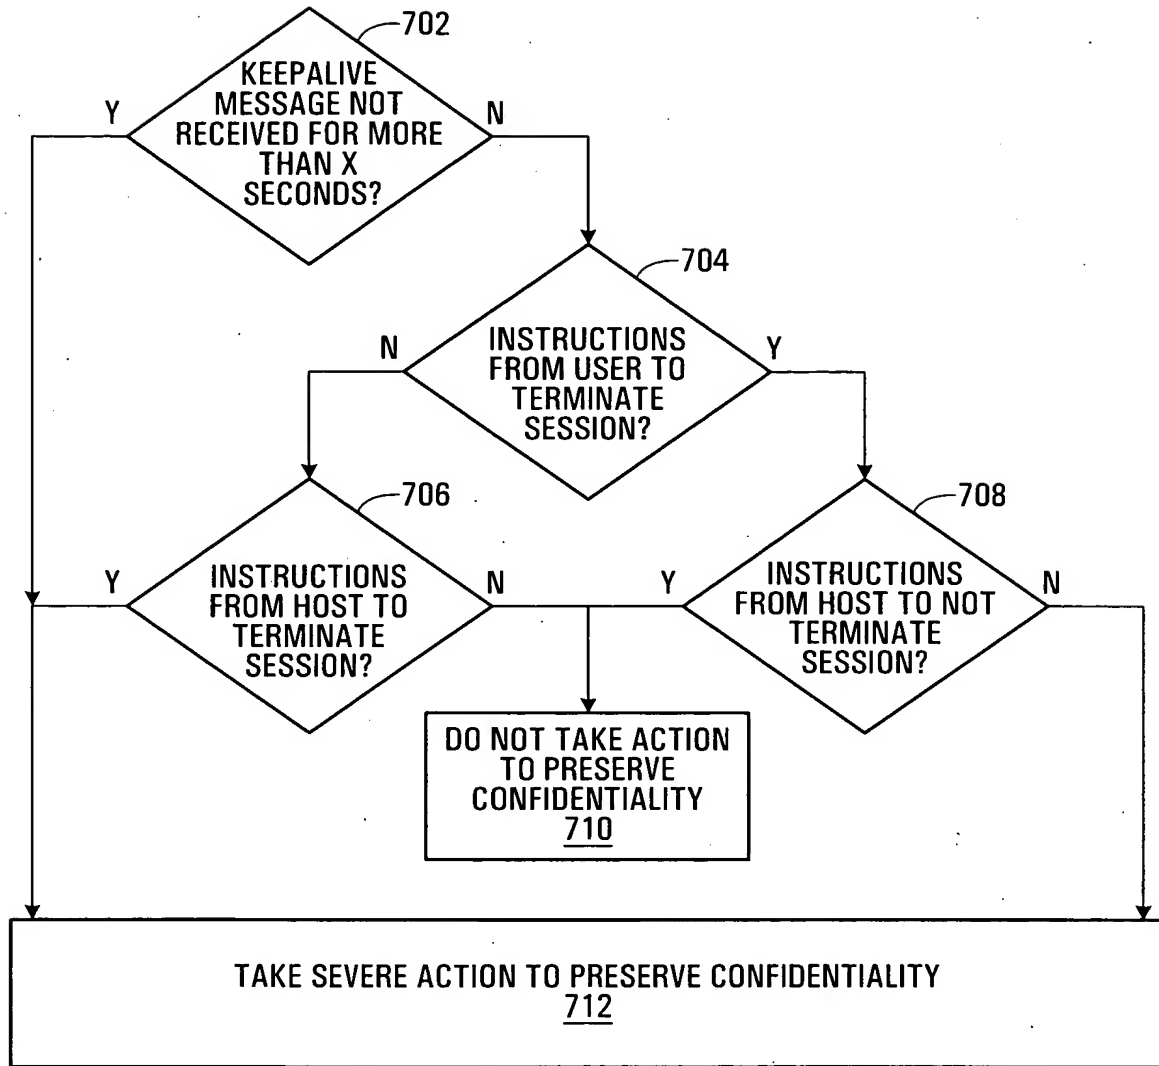 702
KEEPALIVE
MESSAGE NOT
RECEIVED FOR MORE
THAN X
SECONDS?
Y
N
704
INSTRUCTIONS
FROM USER TO
TERMINATE
SESSION?
N
Y
706
INSTRUCTIONS
FROM HOST TO
TERMINATE
SESSION?
Y
N
708
INSTRUCTIONS
FROM HOST TO NOT
TERMINATE
SESSION?
Y
N
DO NOT TAKE ACTION
TO PRESERVE
CONFIDENTIALITY
710
TAKE SEVERE ACTION TO PRESERVE CONFIDENTIALITY
712